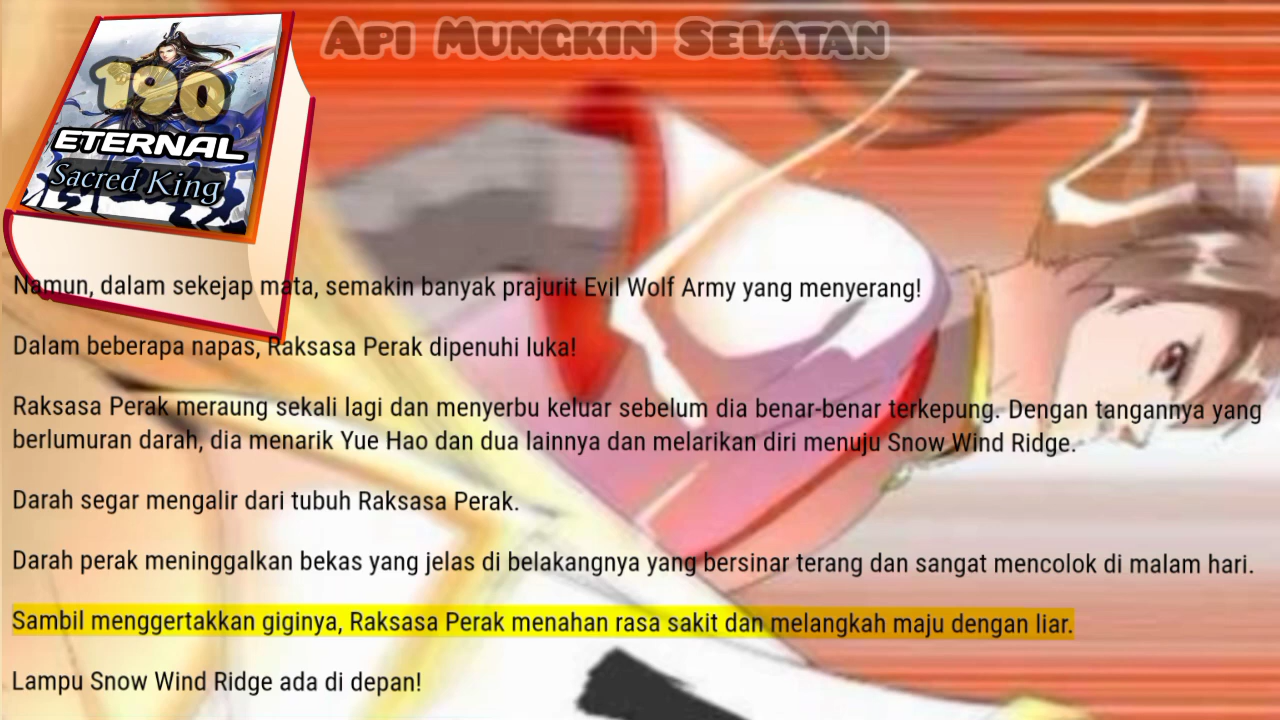 Api Mungkin Selatan
190
ETERNAL
Sacred King
Namun, dalam sekejap mata, semakin banyak prajurit Evil Wolf Army yang menyerang!
Dalam beberapa napas, Raksasa Perak dipenuhi luka!
Raksasa Perak meraung sekali lagi dan menyerbu keluar sebelum dia benar-benar terkepung. Dengan tangannya yang
berlumuran darah, dia menarik Yue Hao dan dua lainnya dan melarikan diri menuju Snow Wind Ridge.
Darah segar mengalir dari tubuh Raksasa Perak.
Darah perak meninggalkan bekas yang jelas di belakangnya yang bersinar terang dan sangat mencolok di malam hari.
Sambil menggertakkan giginya, Raksasa Perak menahan rasa sakit dan melangkah maju dengan liar.
Lampu Snow Wind Ridge ada di depan!